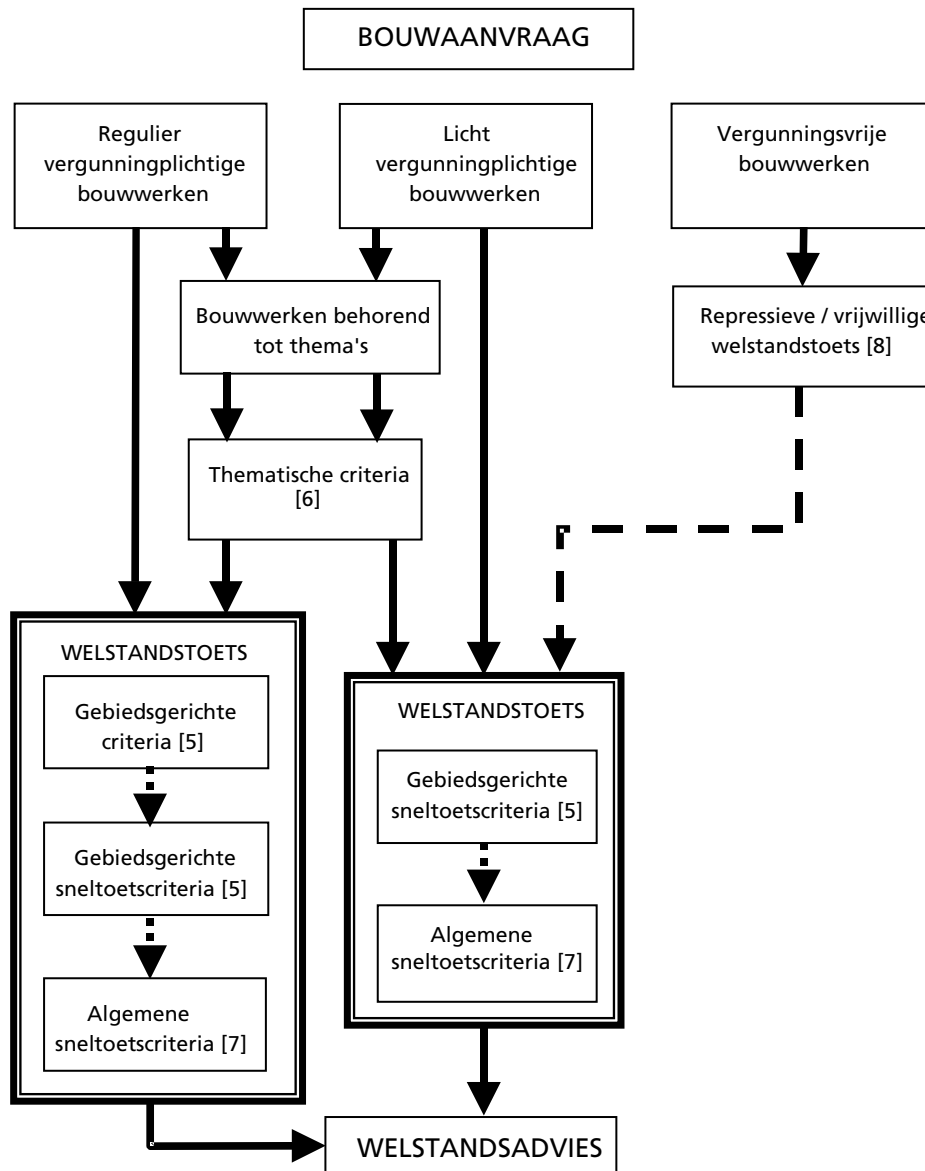 BOUWAANVRAAG
Regulier
vergunningplichtige
bouwwerken
Licht
vergunningplichtige
bouwwerken
Vergunningsvrije
bouwwerken
Bouwwerken behorend
tot thema's
Repressieve / vrijwillige
welstandstoets [8]
Thematische criteria
[6]
WELSTANDSTOETS
Gebiedsgerichte
criteria [5]
Gebiedsgerichte
sneltoetscriteria [5]
Algemene
sneltoetscriteria [7]
WELSTANDSTOETS
Gebiedsgerichte
sneltoetscriteria [5]
Algemene
sneltoetscriteria [7]
WELSTANDSADVIES